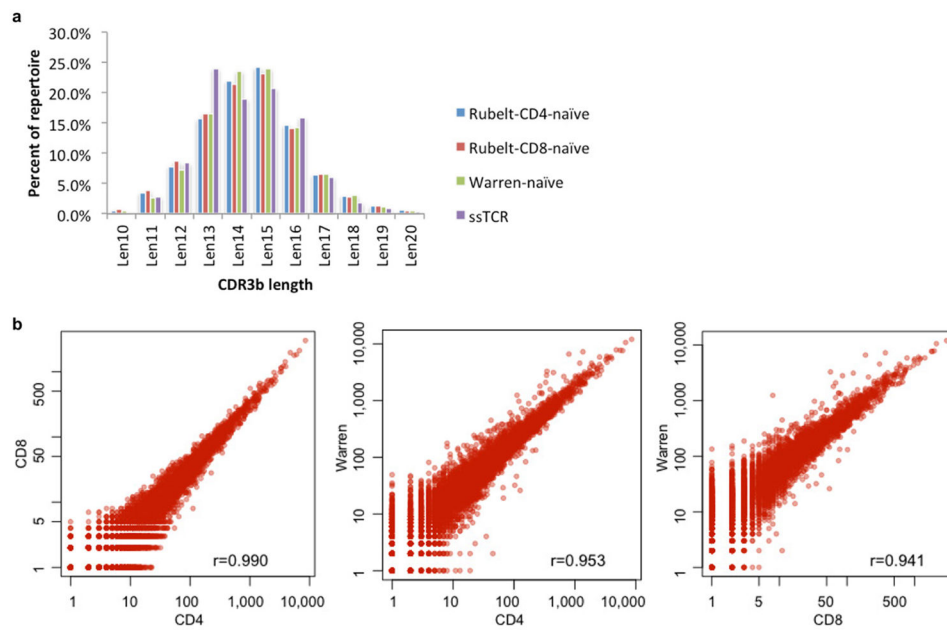 a
Percent of repertoire
30.0%
25.0%
20.0%
15.0%
10.0%
5.0%
0.0%
Len10 Len11 Len12 Len13 Len14 Len15 Len16 Len17 Len18 Len19 Len20
CDR3b length
Rubelt-CD4-naïve
Rubelt-CD8-naïve
Warren-naïve
ssTCR
b
CD8
500
50
5
1
r=0.990
1 10 100 1,000 10,000
CD4
Warren
10,000
1,000
100
10
1
r=0.953
1 10 100 1,000 10,000
CD4
Warren
10,000
1,000
100
10
1
r=0.941
1 5 50 500
CD8